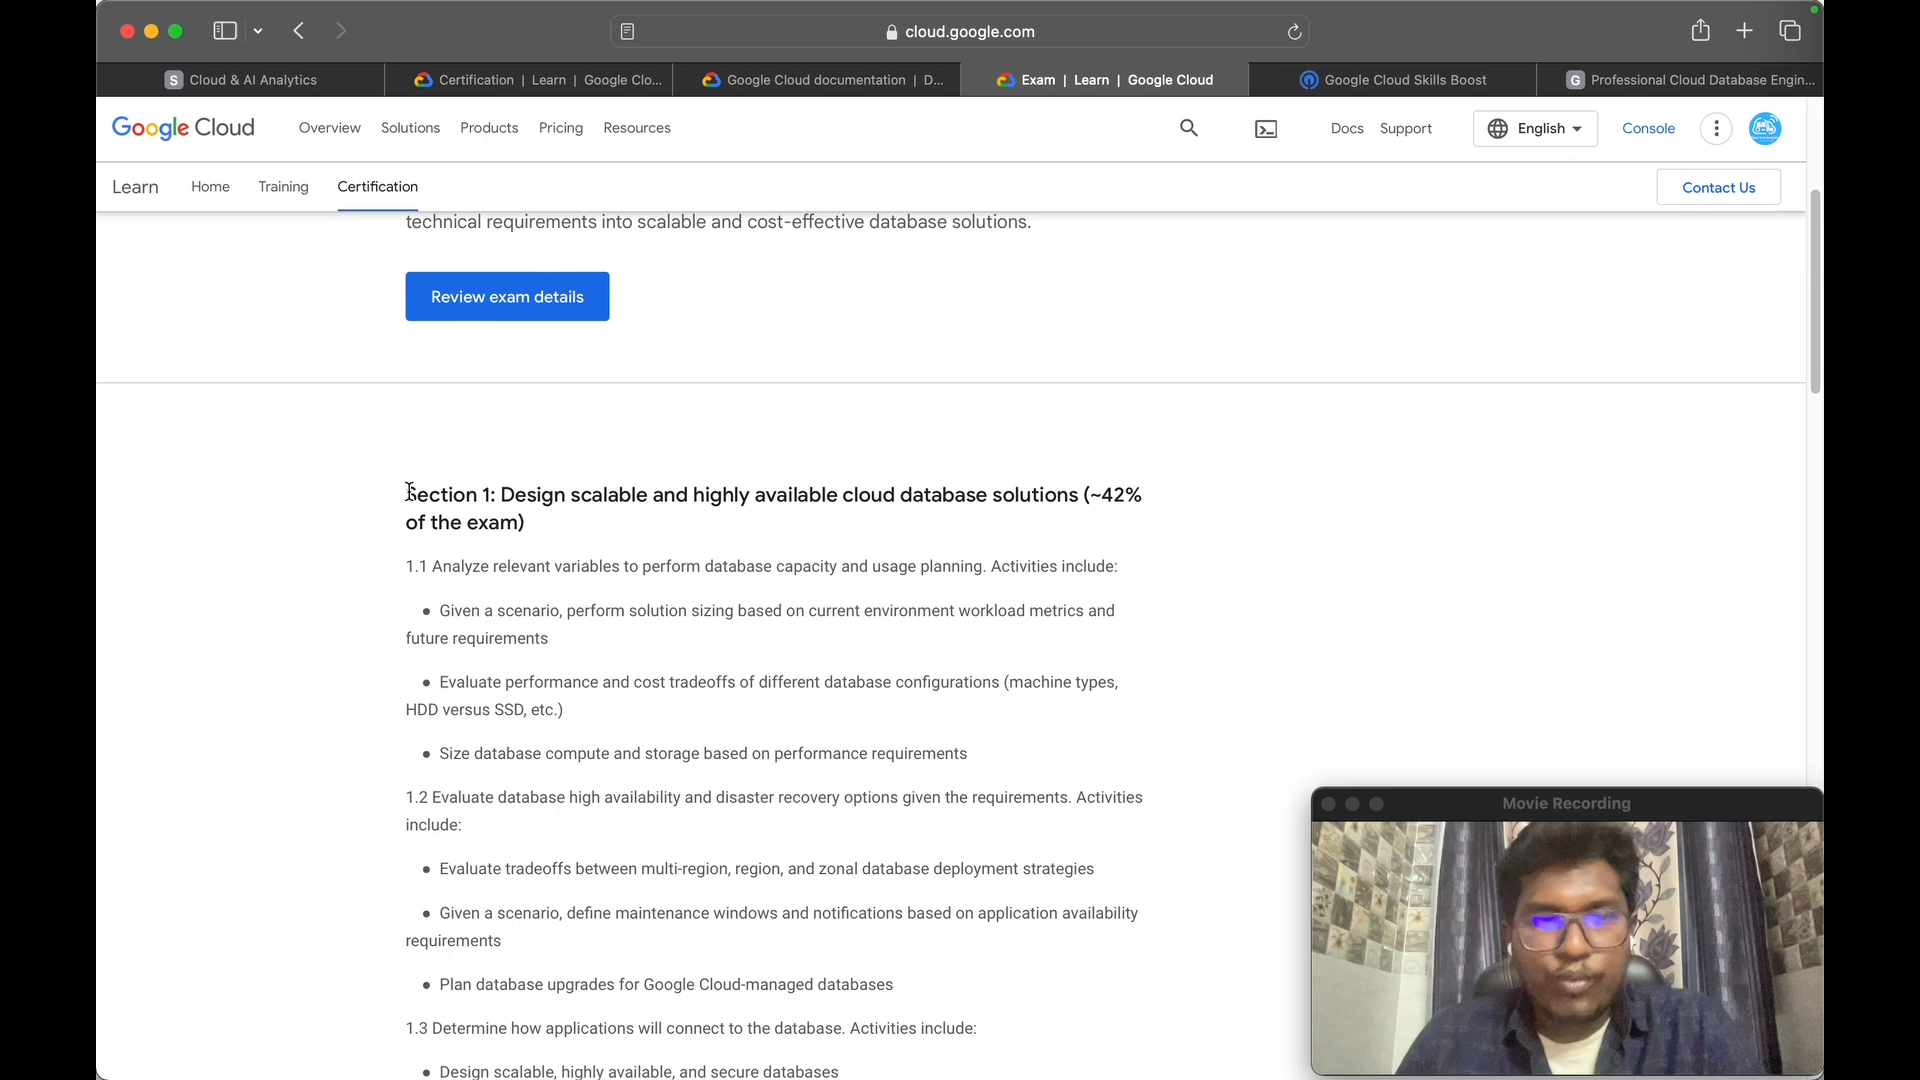 cloud.google.com
S Cloud & AI Analytics
Certification | Learn | Google Clo...
Google Cloud documentation | D...
Exam | Learn | Google Cloud
Google Cloud Skills Boost
G Professional Cloud Database Engin...
Google Cloud
Overview
Solutions
Products
Pricing
Resources
Docs
Support
English
Console
Learn
Home
Training
Certification
Contact Us
technical requirements into scalable and cost-effective database solutions.
Review exam details
Section 1: Design scalable and highly available cloud database solutions (~42%
of the exam)
1.1 Analyze relevant variables to perform database capacity and usage planning. Activities include:
● Given a scenario, perform solution sizing based on current environment workload metrics and
future requirements
● Evaluate performance and cost tradeoffs of different database configurations (machine types,
HDD versus SSD, etc.)
● Size database compute and storage based on performance requirements
1.2 Evaluate database high availability and disaster recovery options given the requirements. Activities
include:
● Evaluate tradeoffs between multi-region, region, and zonal database deployment strategies
● Given a scenario, define maintenance windows and notifications based on application availability
requirements
● Plan database upgrades for Google Cloud-managed databases
1.3 Determine how applications will connect to the database. Activities include:
● Design scalable, highly available, and secure databases
Movie Recording